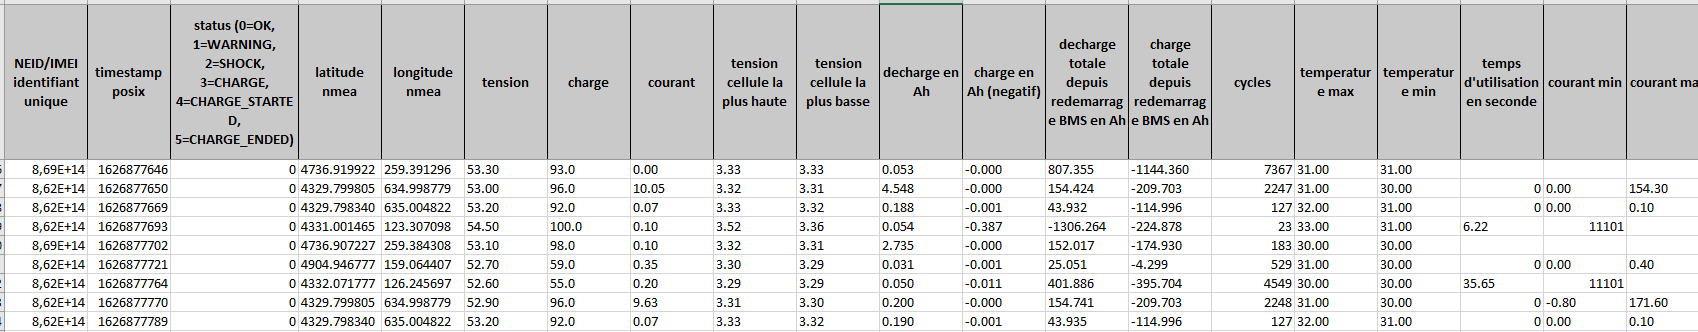 NEID/IMEI identifiant unique	timestamp posix	status (0=OK, 1=WARNING, 2=SHOCK, 3=CHARGE, 4=CHARGE_STARTED, 5=CHARGE_ENDED)	latitude nmea	longitude nmea	tension	charge	courant	tension cellule la plus haute	tension cellule la plus basse	decharge en Ah	charge en Ah (negatif)	decharge totale depuis redemarrage BMS en Ah	charge totale depuis redemarrage BMS en Ah	cycles	temperature max	temperature min	temps d'utilisation en seconde	courant min	courant ma
8,69E+14	1626877646	0	4736.919922	259.391296	53.30	93.0	0.00	3.33	3.33	0.053	-0.000	807.355	-1144.360	7367	31.00	31.00
8,62E+14	1626877650	0	4329.799805	634.998779	53.00	96.0	10.05	3.32	3.31	4.548	-0.000	154.424	-209.703	2247	31.00	30.00	0	0.00	154.30
8,62E+14	1626877669	0	4329.798340	635.004822	53.20	92.0	0.07	3.33	3.32	0.188	-0.001	43.932	-114.996	127	32.00	31.00	0	0.00	0.10
8,62E+14	1626877693	0	4331.001465	123.307098	54.50	100.0	0.10	3.52	3.36	0.054	-0.387	-1306.264	-224.878	23	33.00	31.00	6.22	11101
8,69E+14	1626877702	0	4736.907227	259.384308	53.10	98.0	0.10	3.32	3.31	2.735	-0.000	152.017	-174.930	183	30.00	30.00
8,62E+14	1626877721	0	4904.946777	159.064407	52.70	59.0	0.35	3.30	3.29	0.031	-0.001	25.051	-4.299	529	31.00	30.00	0	0.00	0.40
8,62E+14	1626877764	0	4332.071777	126.245697	52.60	55.0	0.20	3.29	3.29	0.050	-0.011	401.886	-395.704	4549	30.00	30.00	35.65	11101
8,62E+14	1626877770	0	4329.799805	634.998779	52.90	96.0	9.63	3.31	3.30	0.200	-0.000	154.741	-209.703	2248	31.00	30.00	0	-0.80	171.60
8,62E+14	1626877789	0	4329.798340	635.004822	53.20	92.0	0.07	3.33	3.32	0.190	-0.001	43.935	-114.996	127	32.00	31.00	0	0.00	0.10